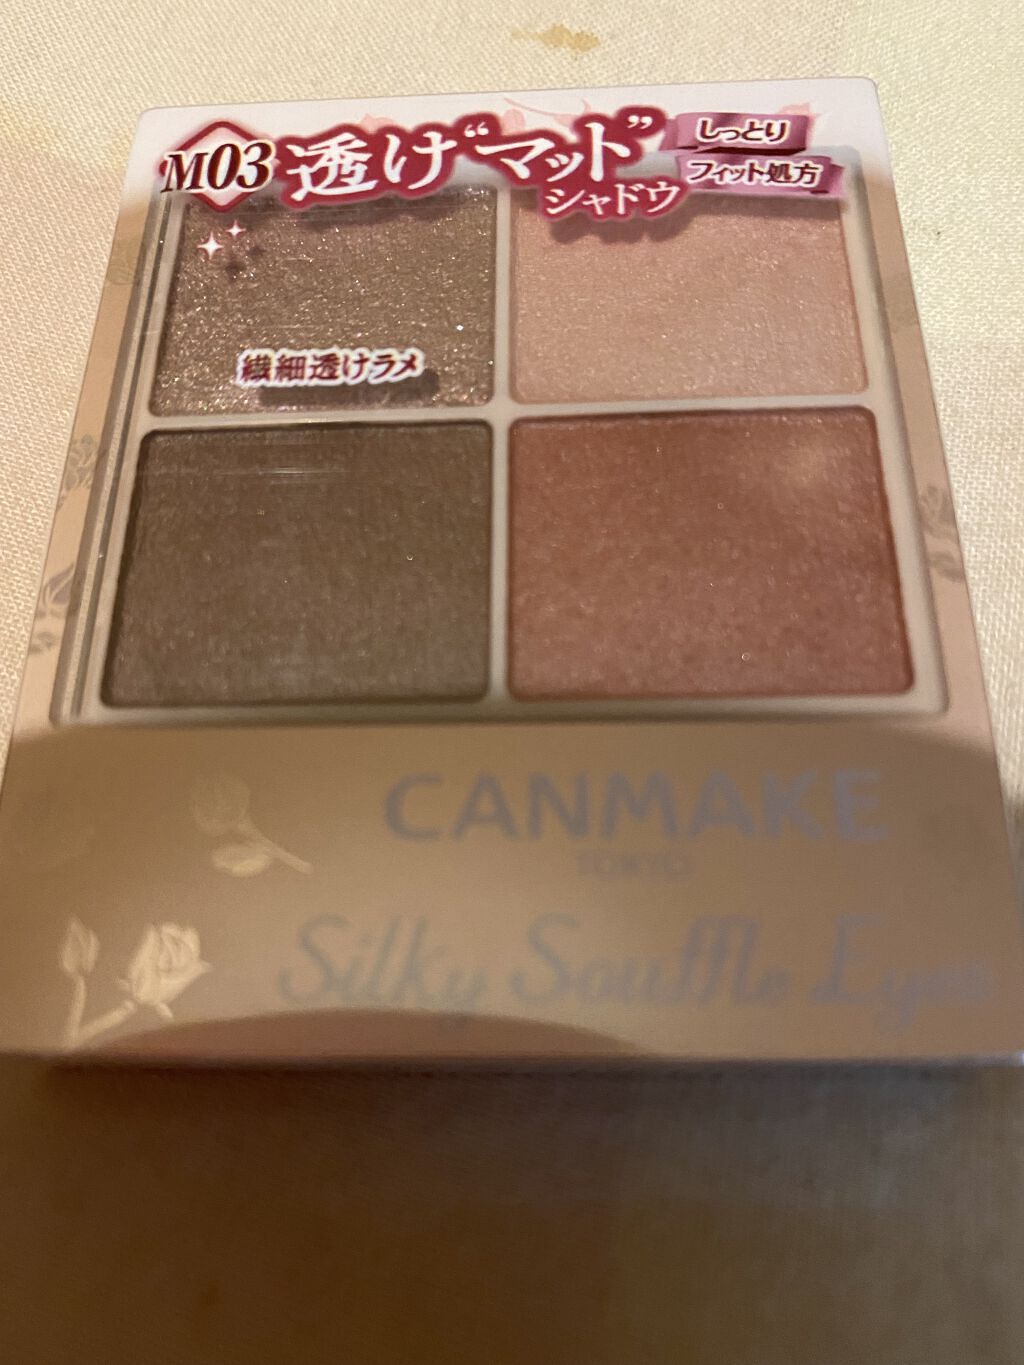 M03 透け“マット”
シャドウ
しっとり
フィット処方
繊細透けラメ
CANMAKE
TOKYO
Silky Souffle Eyes